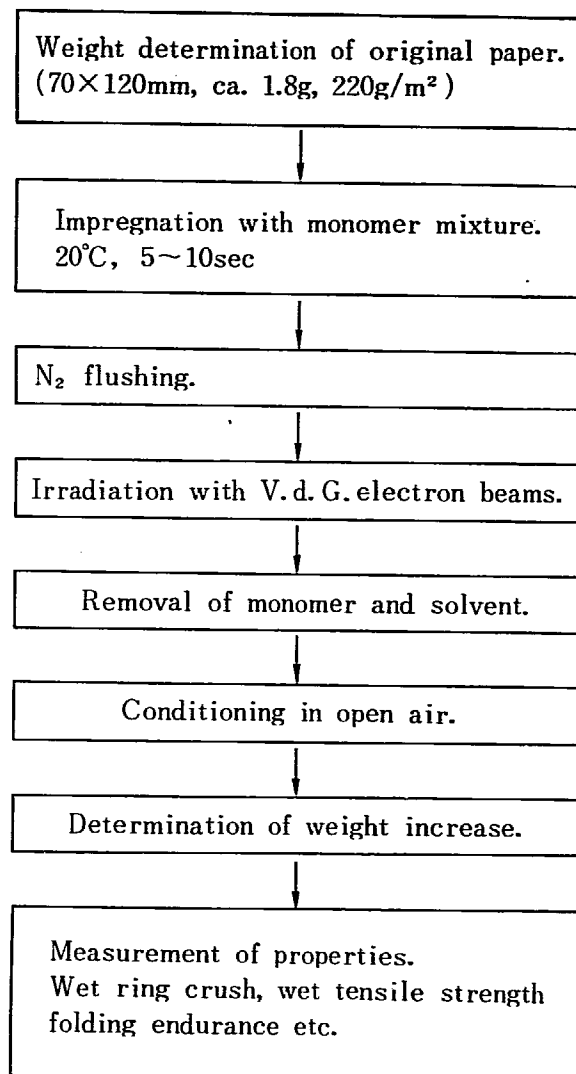 Weight determination of original paper.
(70×120mm, ca. 1.8g, 220g/m²)
Impregnation with monomer mixture.
20℃, 5~10sec
N₂ flushing.
Irradiation with V.d.G.electron beams.
Removal of monomer and solvent.
Conditioning in open air.
Determination of weight increase.
Measurement of properties.
Wet ring crush, wet tensile strength
folding endurance etc.